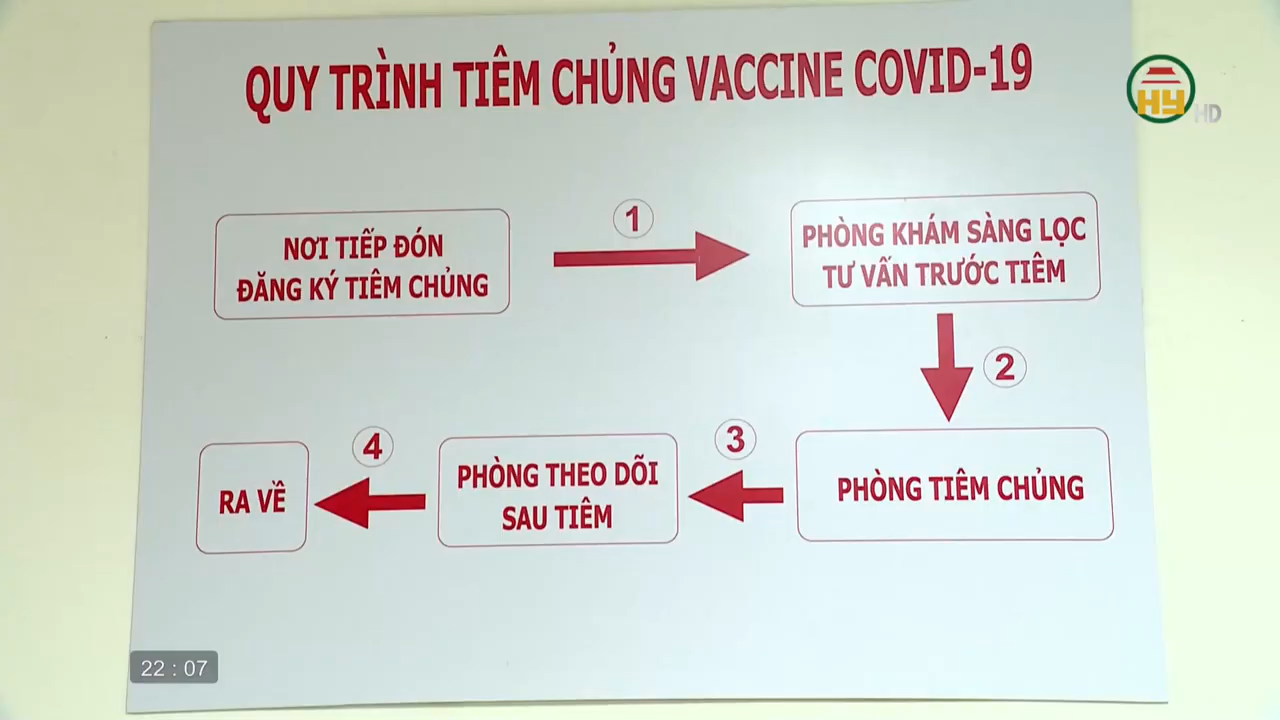 QUY TRÌNH TIÊM CHỦNG VACCINE COVID-19
HY HD
NƠI TIẾP ĐÓN
ĐĂNG KÝ TIÊM CHỦNG
1
PHÒNG KHÁM SÀNG LỌC
TƯ VẤN TRƯỚC TIÊM
2
PHÒNG TIÊM CHỦNG
3
PHÒNG THEO DÕI
SAU TIÊM
4
RA VỀ
22 : 07